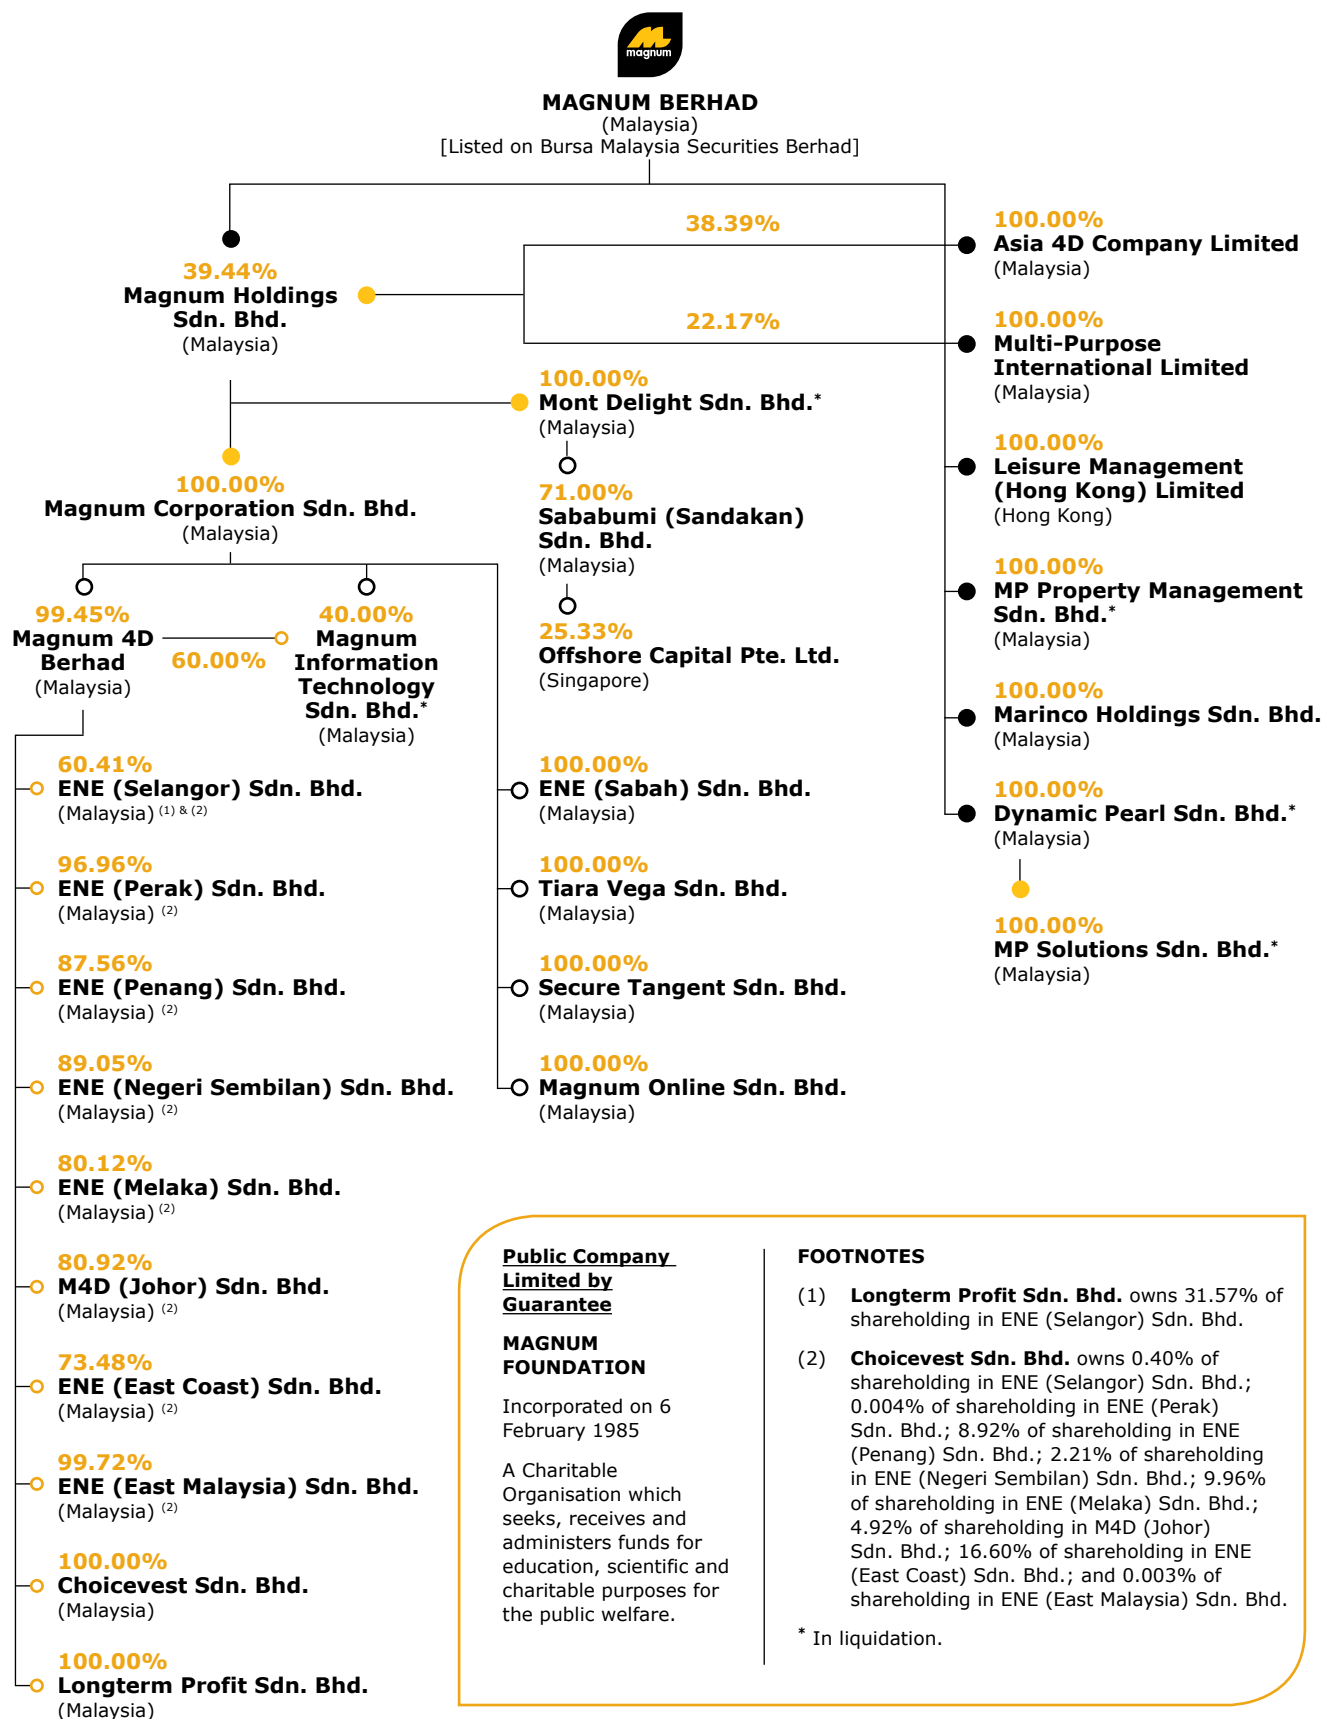 magnum
MAGNUM BERHAD
(Malaysia)
[Listed on Bursa Malaysia Securities Berhad]
39.44%
Magnum Holdings
Sdn. Bhd.
(Malaysia)
38.39%
22.17%
100.00%
Asia 4D Company Limited
(Malaysia)
100.00%
Multi-Purpose
International Limited
(Malaysia)
100.00%
Leisure Management
(Hong Kong) Limited
(Hong Kong)
100.00%
MP Property Management
Sdn. Bhd.*
(Malaysia)
100.00%
Marinco Holdings Sdn. Bhd.
(Malaysia)
100.00%
Dynamic Pearl Sdn. Bhd.*
(Malaysia)
100.00%
MP Solutions Sdn. Bhd.*
(Malaysia)
100.00%
Mont Delight Sdn. Bhd.*
(Malaysia)
71.00%
Sababumi (Sandakan)
Sdn. Bhd.
(Malaysia)
25.33%
Offshore Capital Pte. Ltd.
(Singapore)
100.00%
Magnum Corporation Sdn. Bhd.
(Malaysia)
99.45%
Magnum 4D
Berhad
(Malaysia)
60.00%
40.00%
Magnum
Information
Technology
Sdn. Bhd.*
(Malaysia)
60.41%
ENE (Selangor) Sdn. Bhd.
(Malaysia) (1) & (2)
96.96%
ENE (Perak) Sdn. Bhd.
(Malaysia) (2)
87.56%
ENE (Penang) Sdn. Bhd.
(Malaysia) (2)
89.05%
ENE (Negeri Sembilan) Sdn. Bhd.
(Malaysia) (2)
80.12%
ENE (Melaka) Sdn. Bhd.
(Malaysia) (2)
80.92%
M4D (Johor) Sdn. Bhd.
(Malaysia) (2)
73.48%
ENE (East Coast) Sdn. Bhd.
(Malaysia) (2)
99.72%
ENE (East Malaysia) Sdn. Bhd.
(Malaysia) (2)
100.00%
Choicevest Sdn. Bhd.
(Malaysia)
100.00%
Longterm Profit Sdn. Bhd.
(Malaysia)
100.00%
ENE (Sabah) Sdn. Bhd.
(Malaysia)
100.00%
Tiara Vega Sdn. Bhd.
(Malaysia)
100.00%
Secure Tangent Sdn. Bhd.
(Malaysia)
100.00%
Magnum Online Sdn. Bhd.
(Malaysia)
Public Company
Limited by
Guarantee
MAGNUM
FOUNDATION
Incorporated on 6
February 1985
A Charitable
Organisation which
seeks, receives and
administers funds for
education, scientific and
charitable purposes for
the public welfare.
FOOTNOTES
(1) Longterm Profit Sdn. Bhd. owns 31.57% of
shareholding in ENE (Selangor) Sdn. Bhd.
(2) Choicevest Sdn. Bhd. owns 0.40% of
shareholding in ENE (Selangor) Sdn. Bhd.;
0.004% of shareholding in ENE (Perak)
Sdn. Bhd.; 8.92% of shareholding in ENE
(Penang) Sdn. Bhd.; 2.21% of shareholding
in ENE (Negeri Sembilan) Sdn. Bhd.; 9.96%
of shareholding in ENE (Melaka) Sdn. Bhd.;
4.92% of shareholding in M4D (Johor)
Sdn. Bhd.; 16.60% of shareholding in ENE
(East Coast) Sdn. Bhd.; and 0.003% of
shareholding in ENE (East Malaysia) Sdn. Bhd.
* In liquidation.